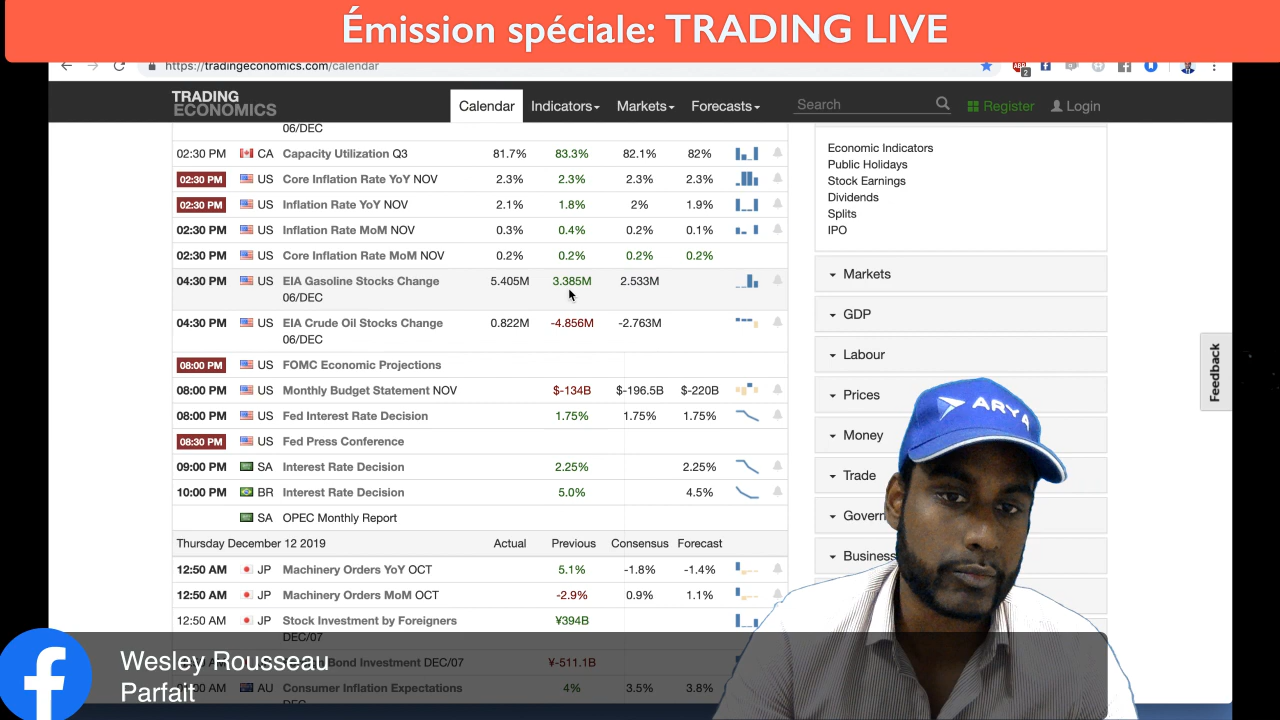 Émission spéciale: TRADING LIVE
https://tradingeconomics.com/calendar
ABP
2
TRADING
ECONOMICS
Calendar Indicators Markets Forecasts Search Register Login
06/DEC
02:30 PM CA Capacity Utilization Q3 81.7% 83.3% 82.1% 82%
02:30 PM US Core Inflation Rate YoY NOV 2.3% 2.3% 2.3% 2.3%
02:30 PM US Inflation Rate YoY NOV 2.1% 1.8% 2% 1.9%
02:30 PM US Inflation Rate MoM NOV 0.3% 0.4% 0.2% 0.1%
02:30 PM US Core Inflation Rate MoM NOV 0.2% 0.2% 0.2% 0.2%
04:30 PM US EIA Gasoline Stocks Change 5.405M 3.385M 2.533M
06/DEC
04:30 PM US EIA Crude Oil Stocks Change 0.822M -4.856M -2.763M
06/DEC
08:00 PM US FOMC Economic Projections
08:00 PM US Monthly Budget Statement NOV $-134B $-196.5B $-220B
08:00 PM US Fed Interest Rate Decision 1.75% 1.75% 1.75%
08:30 PM US Fed Press Conference
09:00 PM SA Interest Rate Decision 2.25% 2.25%
10:00 PM BR Interest Rate Decision 5.0% 4.5%
SA OPEC Monthly Report
Thursday December 12 2019 Actual Previous Consensus Forecast
12:50 AM JP Machinery Orders YoY OCT 5.1% -1.8% -1.4%
12:50 AM JP Machinery Orders MoM OCT -2.9% 0.9% 1.1%
12:50 AM JP Stock Investment by Foreigners ¥394B
DEC/07
Bond Investment DEC/07 ¥-511.1B
AU Consumer Inflation Expectations 4% 3.5% 3.8%
DEC
Economic Indicators
Public Holidays
Stock Earnings
Dividends
Splits
IPO
Markets
GDP
Labour
Prices
Money
Trade
Govern
Business
Feedback
ARYA
Wesley Rousseau
Parfait